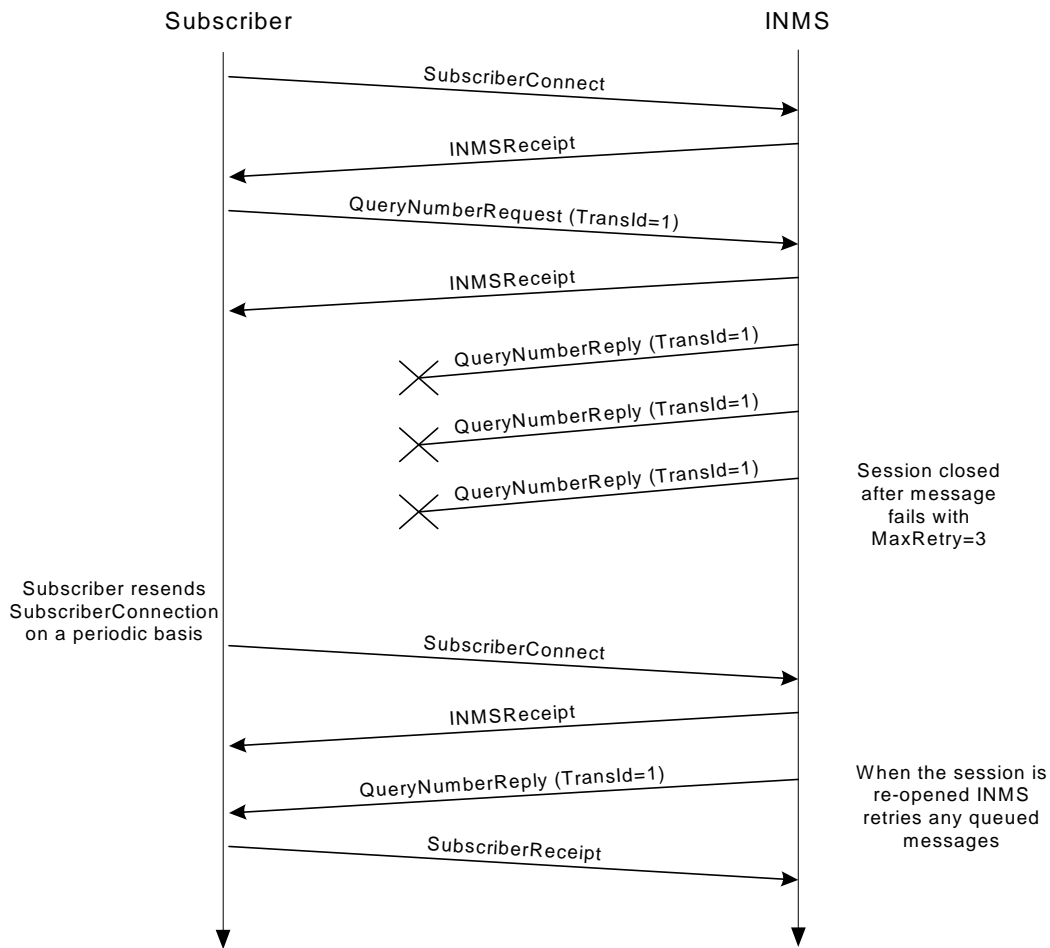 Subscriber
INMS
SubscriberConnect
INMSReceipt
QueryNumberRequest (TransId=1)
INMSReceipt
QueryNumberReply (TransId=1)
QueryNumberReply (TransId=1)
QueryNumberReply (TransId=1)
Session closed
after message
fails with
MaxRetry=3
Subscriber resends
SubscriberConnection
on a periodic basis
SubscriberConnect
INMSReceipt
QueryNumberReply (TransId=1)
When the session is
re-opened INMS
retries any queued
messages
SubscriberReceipt